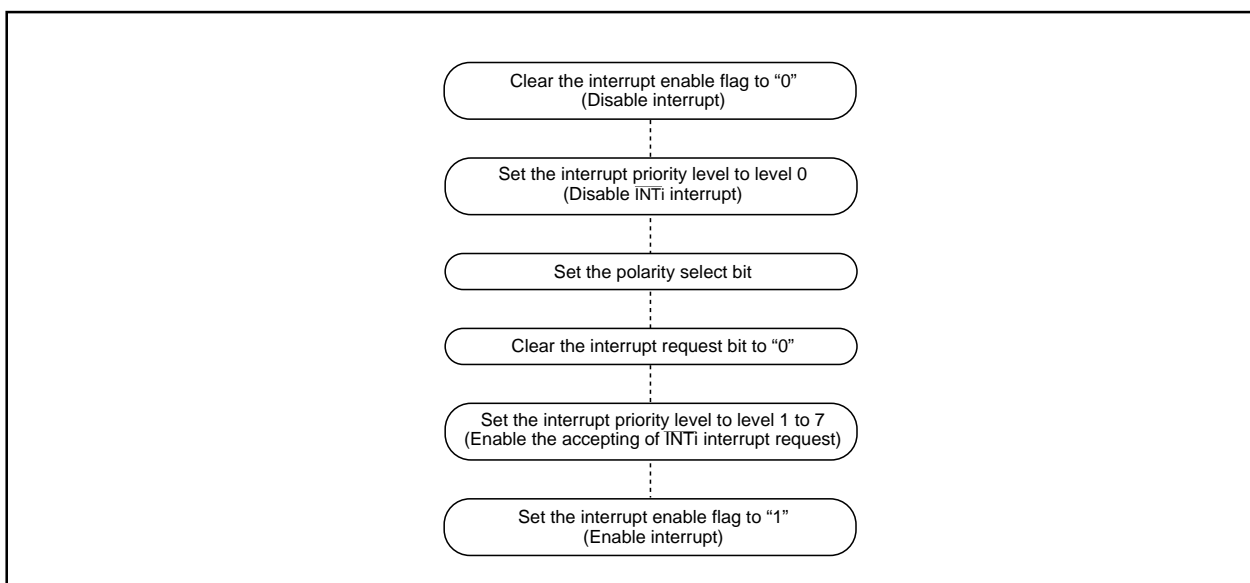 Clear the interrupt enable flag to “0”
(Disable interrupt)
Set the interrupt priority level to level 0
(Disable I̅N̅T̅i interrupt)
Set the polarity select bit
Clear the interrupt request bit to “0”
Set the interrupt priority level to level 1 to 7
(Enable the accepting of I̅N̅T̅i interrupt request)
Set the interrupt enable flag to “1”
(Enable interrupt)